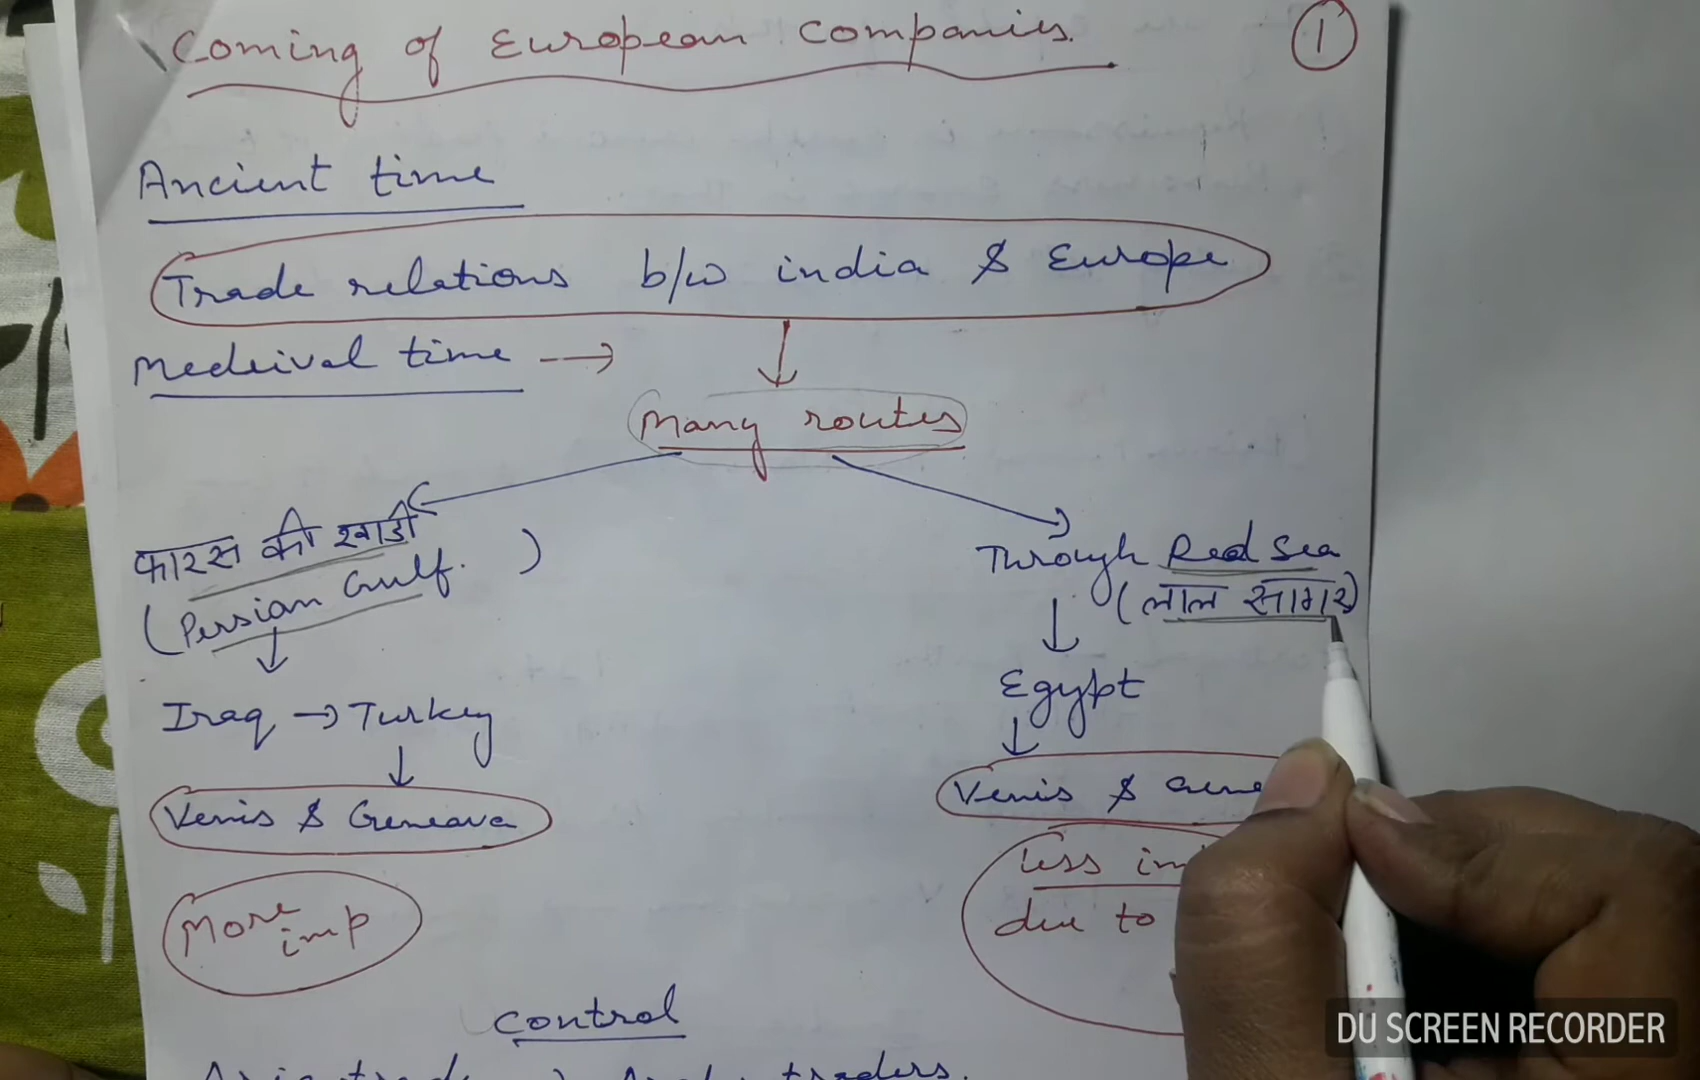 Coming of European Companies.
1
Ancient time
Trade relations b/w india & Europe
Medeival time →
Many routes
फारस की खाडी
(Persian Gulf. )
Through Red Sea
(लाल सागर)
Iraq → Turkey
Egypt
Venis & Geneava
Venis &
More imp
less
due to
Control
traders.
DU SCREEN RECORDER